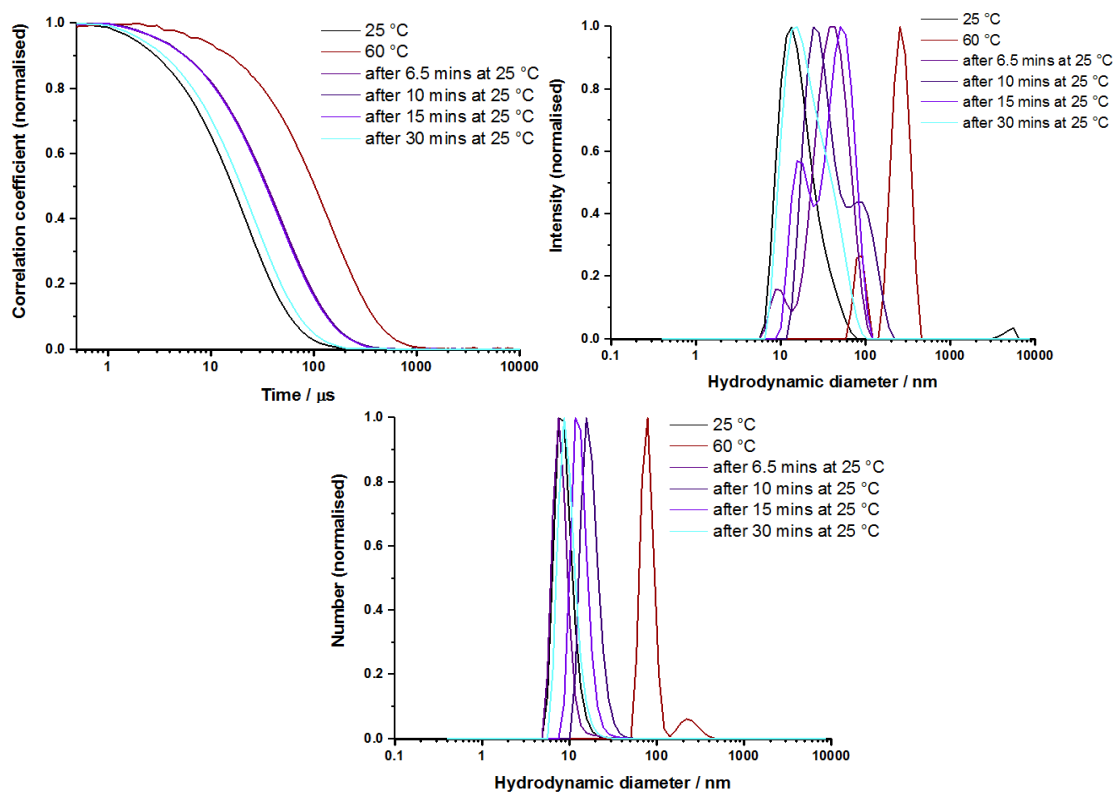 Correlation coefficient (normalised)
1.0
0.8
0.6
0.4
0.2
0.0
1
10
100
1000
10000
Time / µs
25 °C
60 °C
after 6.5 mins at 25 °C
after 10 mins at 25 °C
after 15 mins at 25 °C
after 30 mins at 25 °C
Intensity (normalised)
1.0
0.8
0.6
0.4
0.2
0.0
0.1
1
10
100
1000
10000
Hydrodynamic diameter / nm
25 °C
60 °C
after 6.5 mins at 25 °C
after 10 mins at 25 °C
after 15 mins at 25 °C
after 30 mins at 25 °C
Number (normalised)
1.0
0.8
0.6
0.4
0.2
0.0
0.1
1
10
100
1000
10000
Hydrodynamic diameter / nm
25 °C
60 °C
after 6.5 mins at 25 °C
after 10 mins at 25 °C
after 15 mins at 25 °C
after 30 mins at 25 °C